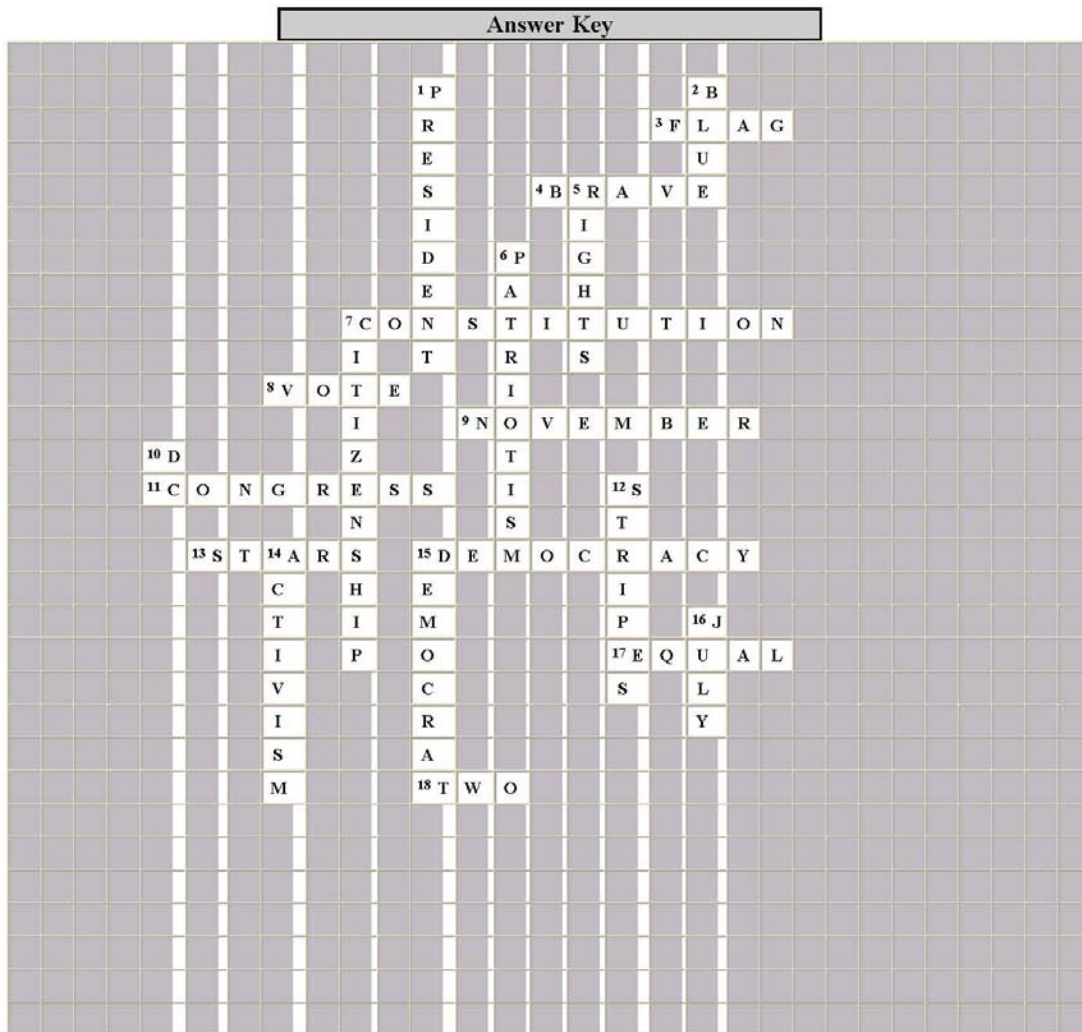 Answer Key
1 P 2 B
R 3 F L A G
E U
S 4 B 5 R A V E
I I
D 6 P G
E A H
7 C O N S T I T U T I O N
I T R S
8 V O T E I
I 9 N O V E M B E R
10 D Z T
11 C O N G R E S S I 12 S
N S T
13 S T 14 A R S 15 D E M O C R A C Y
C H E I
T I M P 16 J
I P O 17 E Q U A L
V C S L
I R Y
S A
M 18 T W O